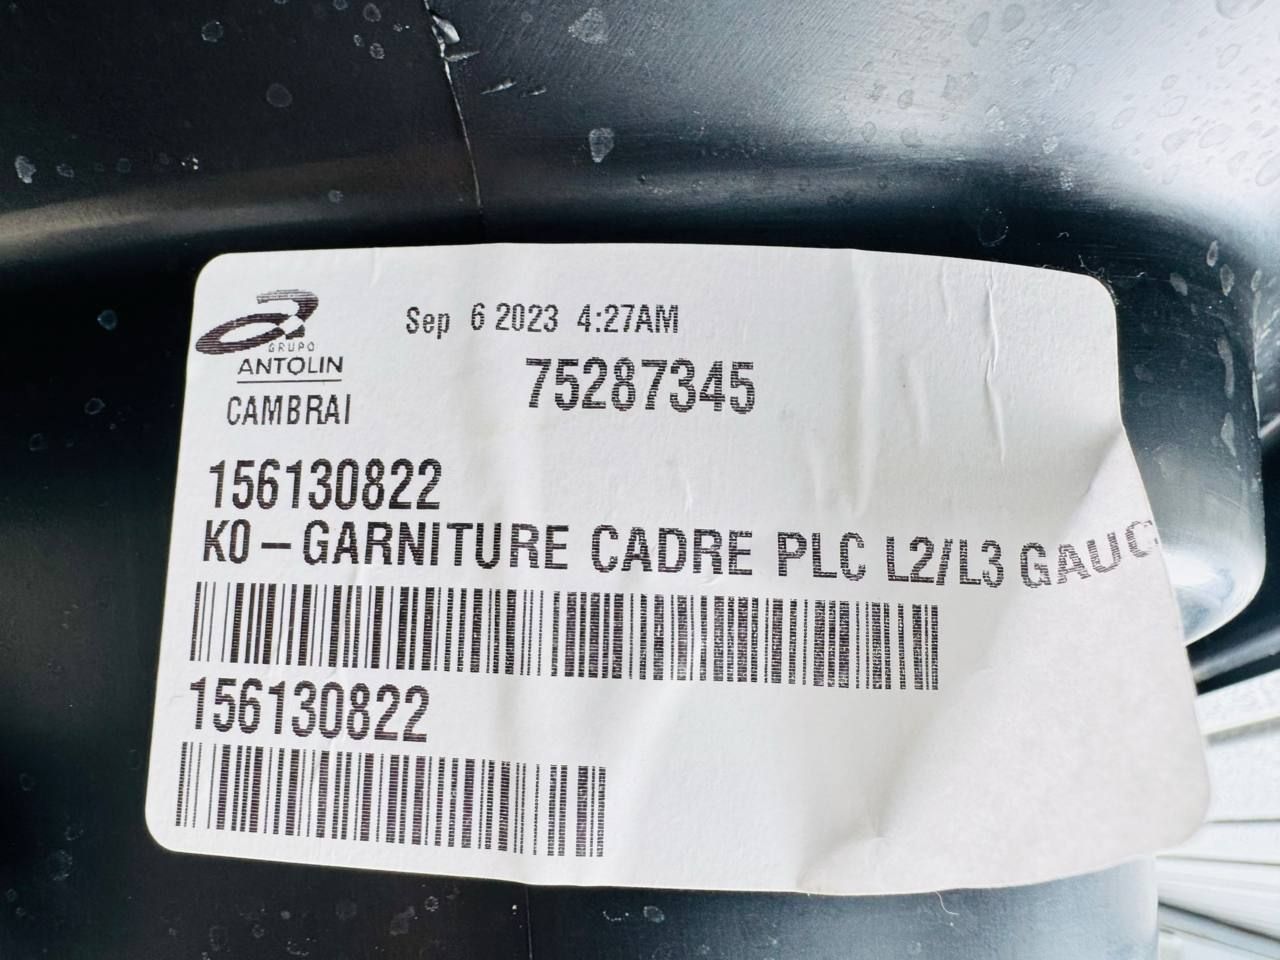 Sep 6 2023 4:27AM
GRUPO
ANTOLIN
75287345
CAMBRAI
156130822
K0-GARNITURE CADRE PLC L2/L3 GAUC
156130822